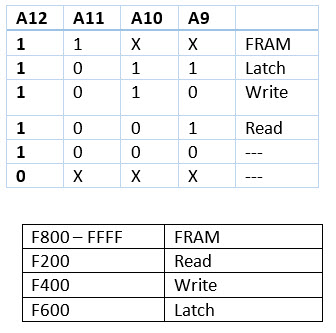 A12 A11 A10 A9
1 1 X X FRAM
1 0 1 1 Latch
1 0 1 0 Write
1 0 0 1 Read
1 0 0 0 ---
0 X X X ---
F800 – FFFF FRAM
F200 Read
F400 Write
F600 Latch